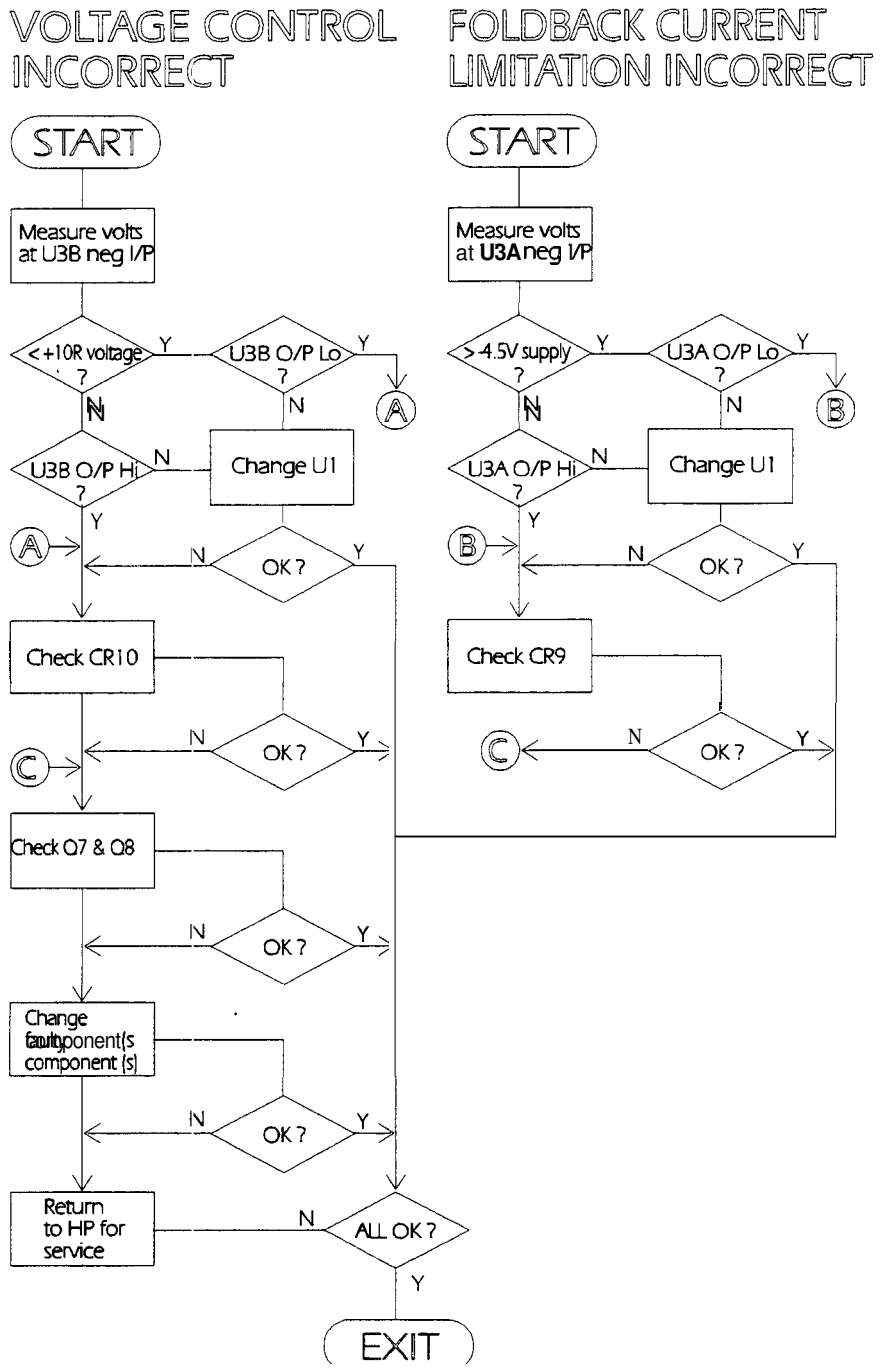 VOLTAGE CONTROL
INCORRECT
START
Measure volts
at U3B neg I/P
< +10R voltage
?
Y
U3B O/P Lo
?
Y
A
N
N
U3B O/P Hi
?
N
Change U1
Y
A
N
OK ?
Y
Check CR10
N
OK ?
Y
C
Check Q7 & Q8
N
OK ?
Y
Change
component (s)
N
OK ?
Y
Return
to HP for
service
N
ALL OK ?
Y
EXIT
FOLDBACK CURRENT
LIMITATION INCORRECT
START
Measure volts
at U3A neg I/P
> -4.5V supply
?
Y
U3A O/P Lo
?
Y
B
N
N
U3A O/P Hi
?
N
Change U1
Y
B
N
OK ?
Y
Check CR9
C
N
OK ?
Y